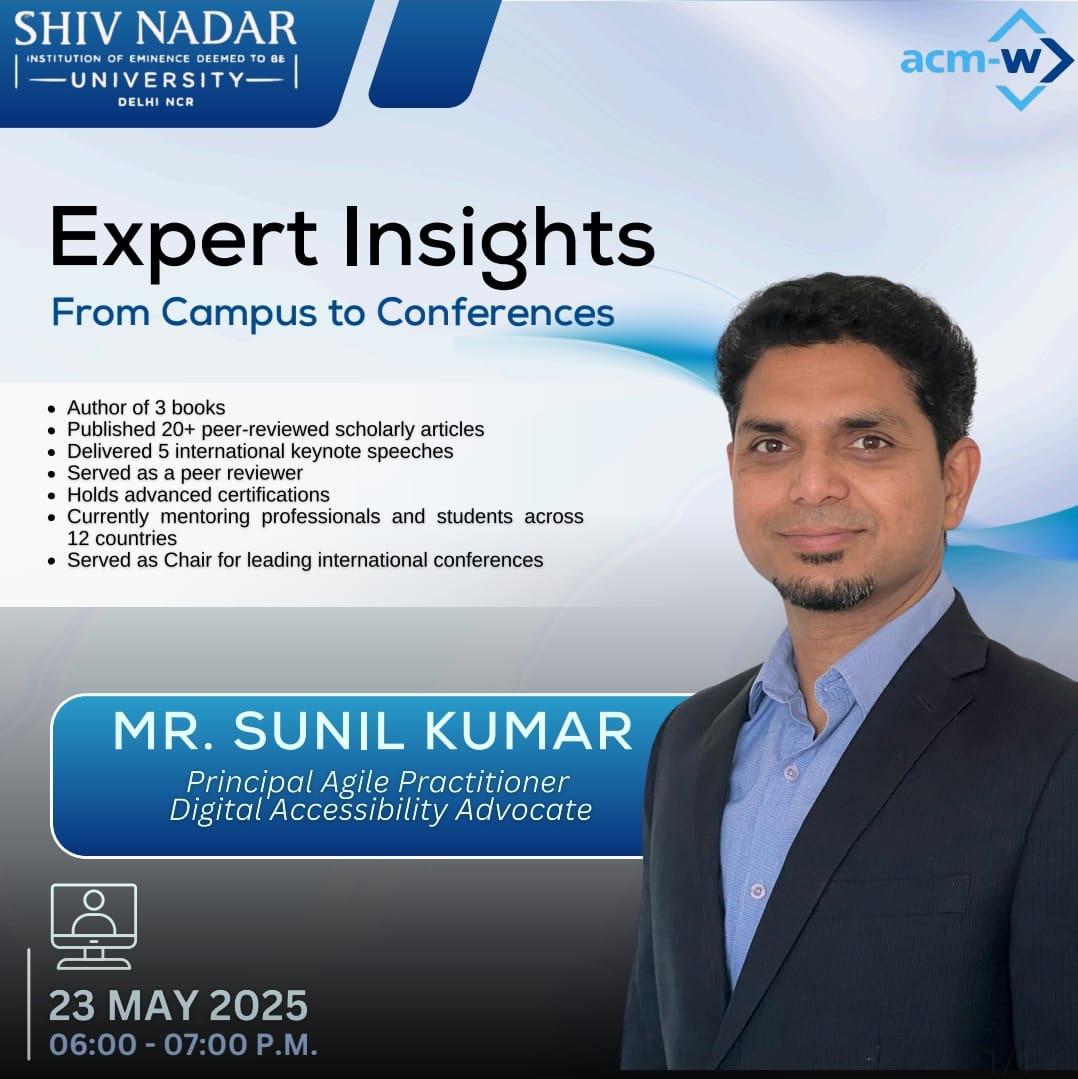 SHIV NADAR
INSTITUTION OF EMINENCE DEEMED TO BE
UNIVERSITY
DELHI NCR
acm-w
Expert Insights
From Campus to Conferences
• Author of 3 books
• Published 20+ peer-reviewed scholarly articles
• Delivered 5 international keynote speeches
• Served as a peer reviewer
• Holds advanced certifications
• Currently mentoring professionals and students across
12 countries
• Served as Chair for leading international conferences
MR. SUNIL KUMAR
Principal Agile Practitioner
Digital Accessibility Advocate
23 MAY 2025
06:00 - 07:00 P.M.